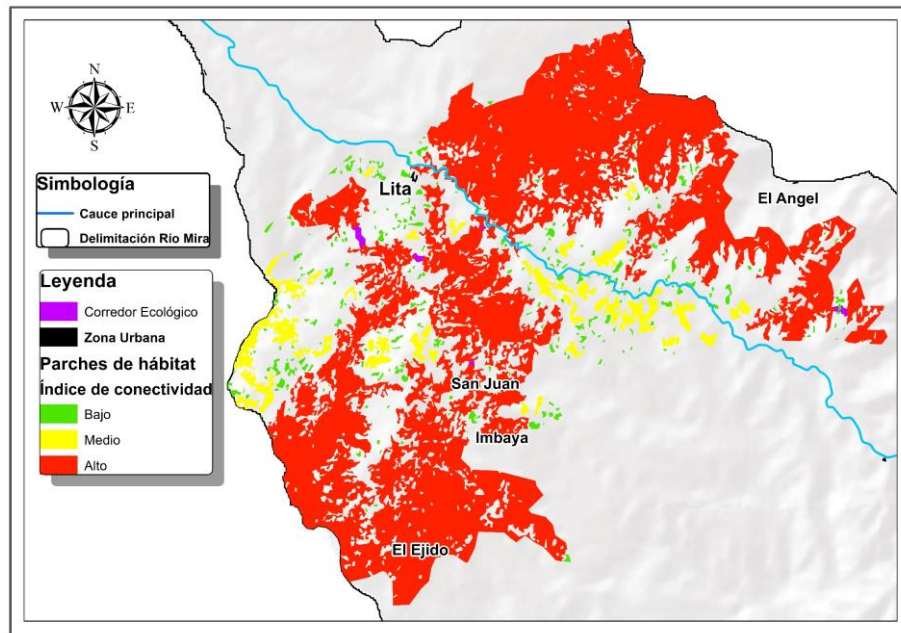 N
W E
S
Simbología
Cauce principal
Delimitación Río Mira
Leyenda
Corredor Ecológico
Zona Urbana
Parches de hábitat
Índice de conectividad
Bajo
Medio
Alto
Lita
El Angel
San Juan
Imbaya
El Ejido